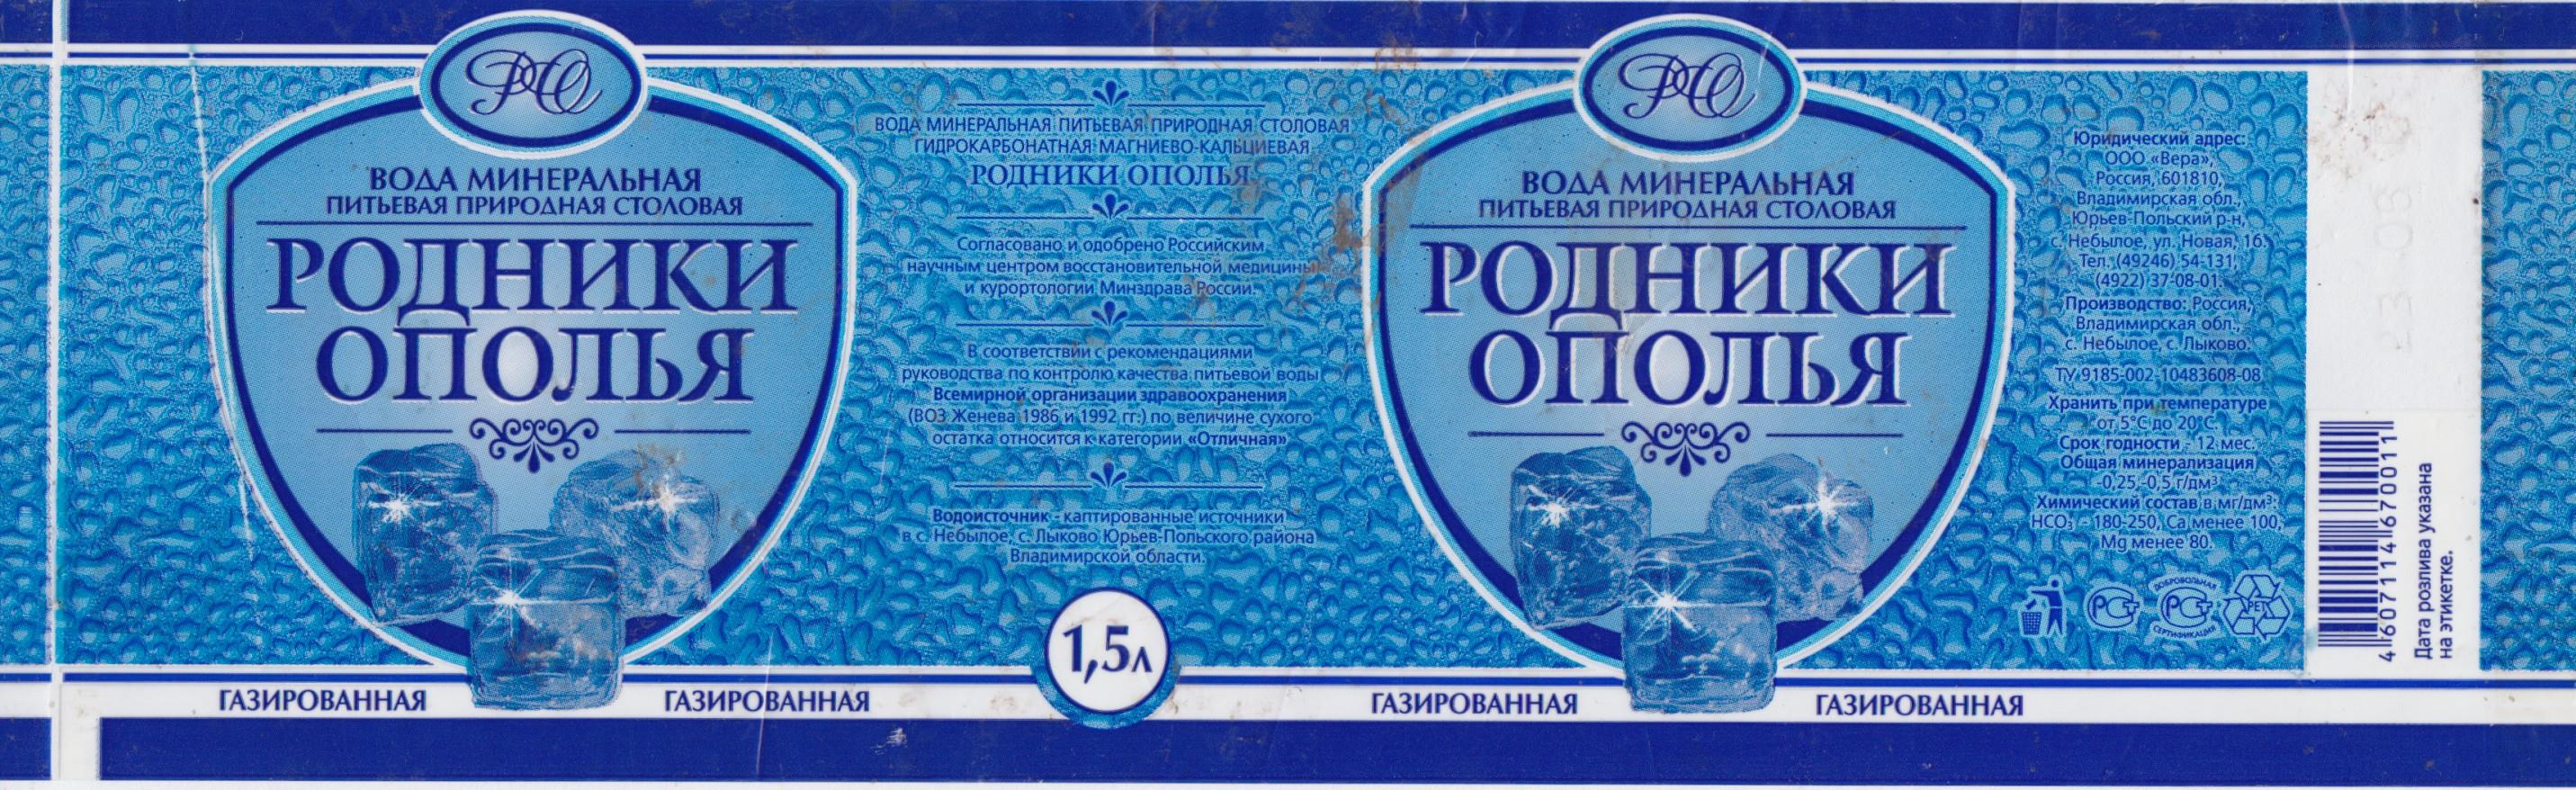 РО
ВОДА МИНЕРАЛЬНАЯ
ПИТЬЕВАЯ ПРИРОДНАЯ СТОЛОВАЯ
РОДНИКИ
ОПОЛЬЯ
ГАЗИРОВАННАЯ
ГАЗИРОВАННАЯ
ВОДА МИНЕРАЛЬНАЯ ПИТЬЕВАЯ ПРИРОДНАЯ СТОЛОВАЯ
ГИДРОКАРБОНАТНАЯ МАГНИЕВО-КАЛЬЦИЕВАЯ
РОДНИКИ ОПОЛЬЯ
Согласовано и одобрено Российским
научным центром восстановительной медицины
и курортологии Минздрава России.
В соответствии с рекомендациями
руководства по контролю качества питьевой воды
Всемирной организации здравоохранения
(ВОЗ Женева 1986 и 1992 гг.) по величине сухого
остатка относится к категории «Отличная»
Водоисточник - каптированные источники
в с. Небылое, с. Лыково Юрьев-Польского района
Владимирской области.
1,5л
РО
ВОДА МИНЕРАЛЬНАЯ
ПИТЬЕВАЯ ПРИРОДНАЯ СТОЛОВАЯ
РОДНИКИ
ОПОЛЬЯ
ГАЗИРОВАННАЯ
ГАЗИРОВАННАЯ
Юридический адрес:
ООО «Вера»,
Россия, 601810,
Владимирская обл.,
Юрьев-Польский р-н,
с. Небылое, ул. Новая, 16.
Тел. (49246) 54-131,
(4922) 37-08-01.
Производство: Россия,
Владимирская обл.,
с. Небылое, с. Лыково.
ТУ 9185-002-10483608-08
Хранить при температуре
от 5°С до 20°С.
Срок годности - 12 мес.
Общая минерализация
-0,25-0,5 г/дм³
Химический состав в мг/дм³:
HCO₃ - 180-250, Ca менее 100,
Mg менее 80.
РСТ
ДОБРОВОЛЬНАЯ
РСТ
СЕРТИФИКАЦИЯ
PET
4 607114 670011
Дата розлива указана
на этикетке.